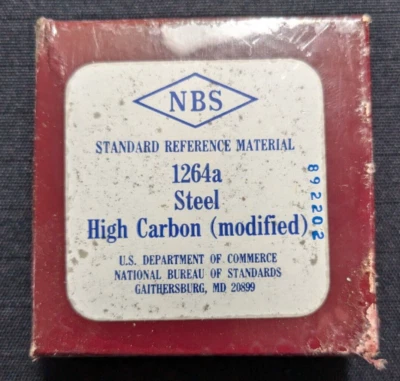 NBS
STANDARD REFERENCE MATERIAL
1264a
Steel
High Carbon (modified)
U.S. DEPARTMENT OF COMMERCE
NATIONAL BUREAU OF STANDARDS
GAITHERSBURG, MD 20899
892202